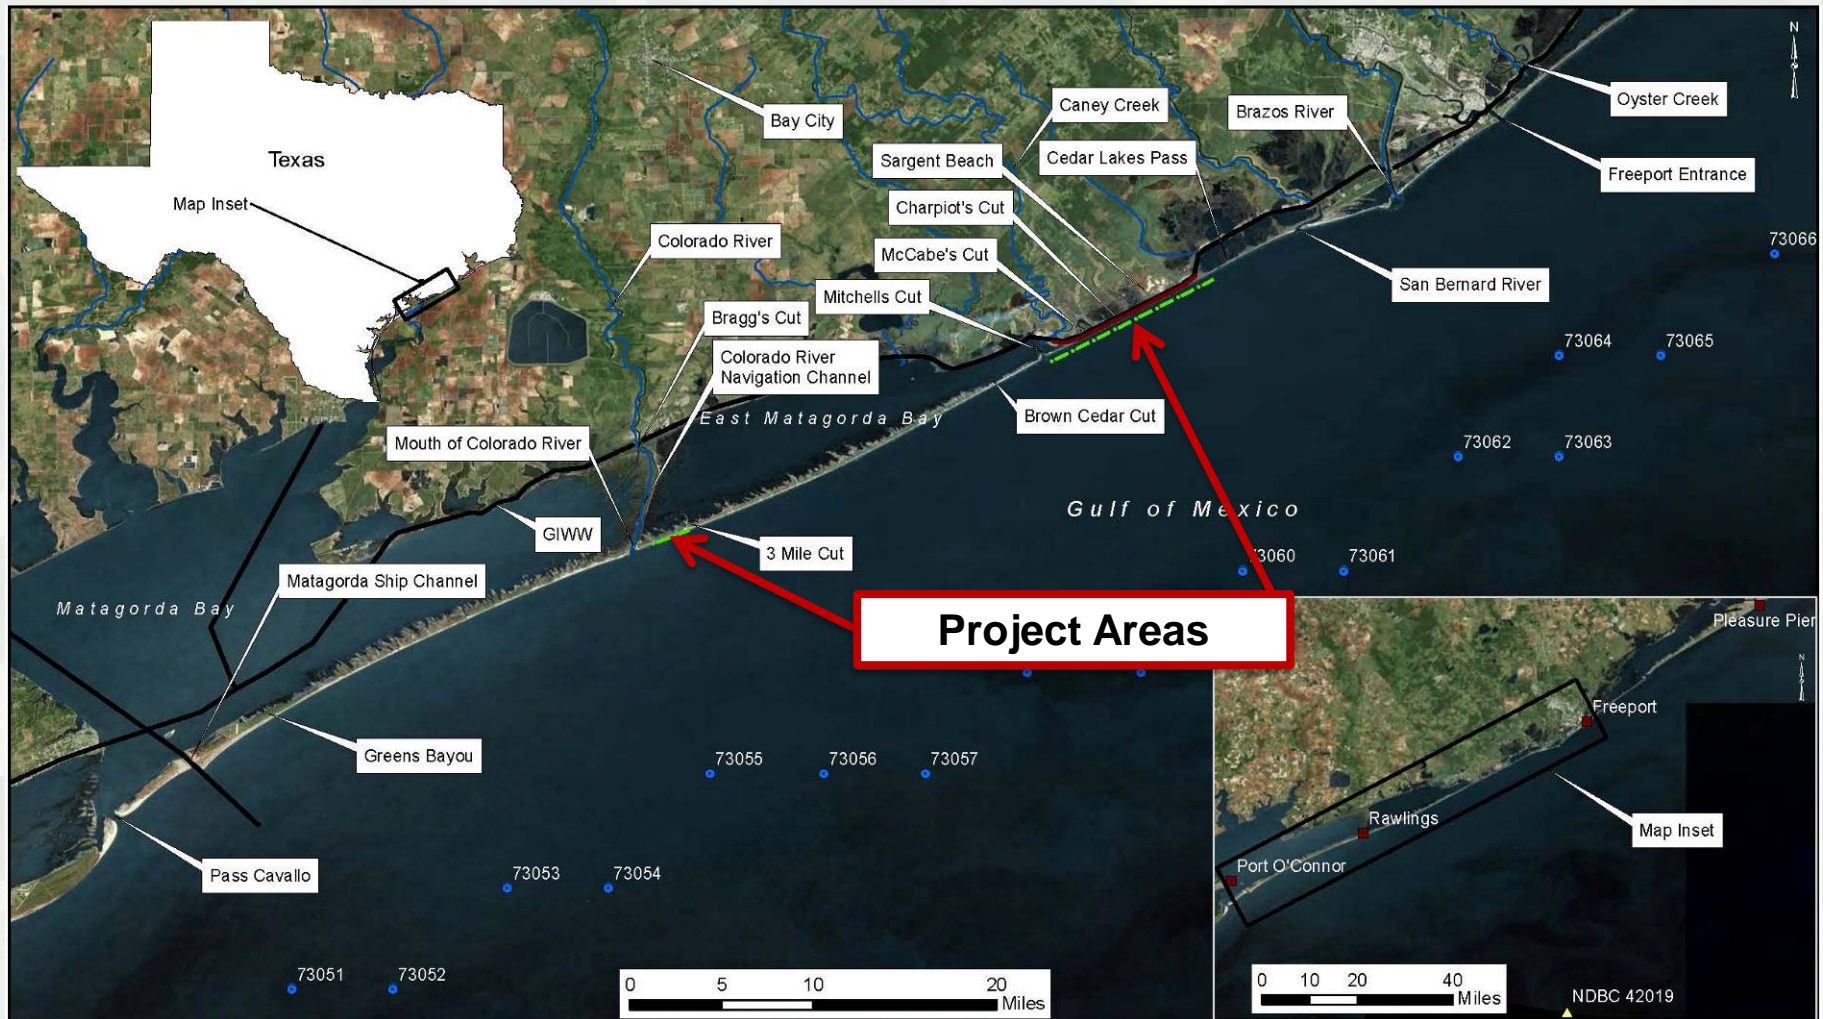 N
Oyster Creek
Caney Creek
Brazos River
Bay City
Sargent Beach
Cedar Lakes Pass
Texas
Freeport Entrance
Map Inset
Charpiot's Cut
Colorado River
73066
McCabe's Cut
San Bernard River
Mitchells Cut
Bragg's Cut
73064
73065
Colorado River
Navigation Channel
East Matagorda Bay
Brown Cedar Cut
Mouth of Colorado River
73062
73063
Gulf of Mexico
GIWW
3 Mile Cut
73060
73061
Matagorda Ship Channel
Matagorda Bay
Project Areas
Pleasure Pier
N
Freeport
Greens Bayou
73055
73056
73057
Rawlings
Map Inset
Port O'Connor
Pass Cavallo
73053
73054
73051
73052
0 5 10 20
Miles
0 10 20 40
Miles
NDBC 42019